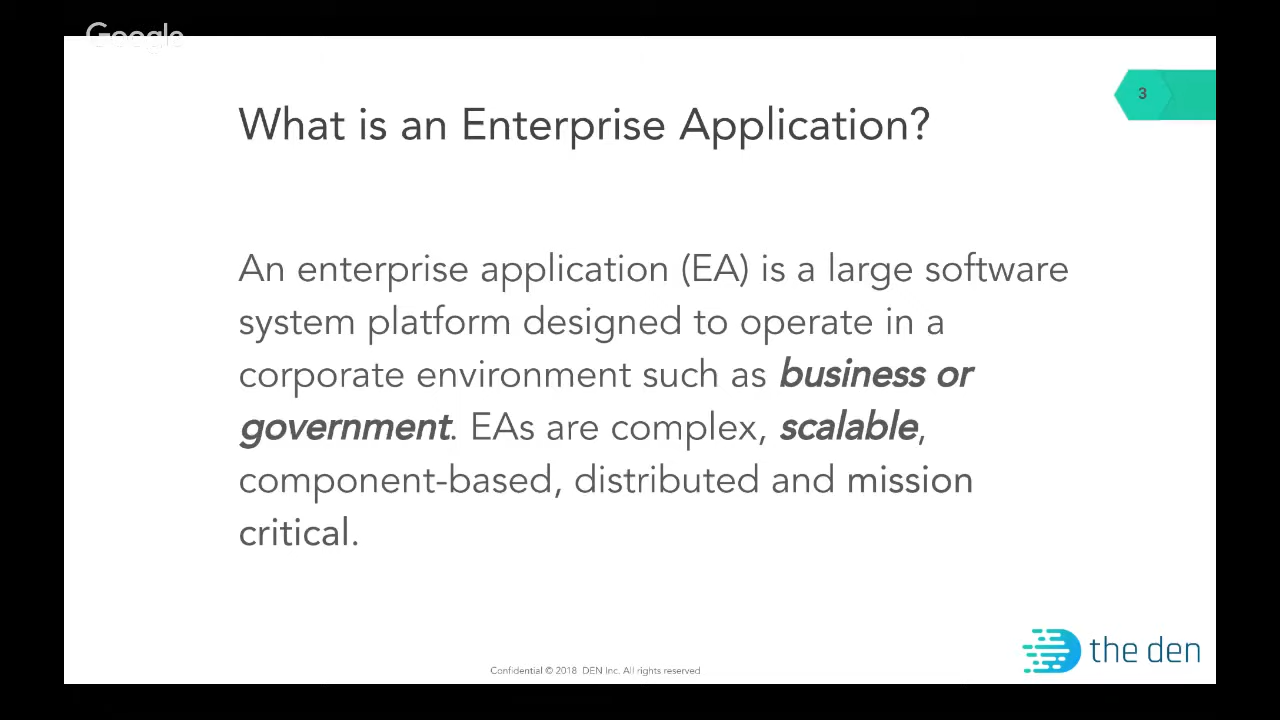 Google
3
What is an Enterprise Application?
An enterprise application (EA) is a large software
system platform designed to operate in a
corporate environment such as business or
government. EAs are complex, scalable,
component-based, distributed and mission
critical.
the den
Confidential © 2018 DEN Inc. All rights reserved